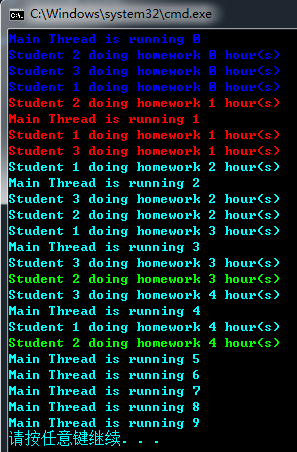 C:\Windows\system32\cmd.exe
Main Thread is running 0
Student 2 doing homework 0 hour(s)
Student 3 doing homework 0 hour(s)
Student 1 doing homework 0 hour(s)
Student 2 doing homework 1 hour(s)
Main Thread is running 1
Student 1 doing homework 1 hour(s)
Student 3 doing homework 1 hour(s)
Student 1 doing homework 2 hour(s)
Main Thread is running 2
Student 3 doing homework 2 hour(s)
Student 2 doing homework 2 hour(s)
Student 1 doing homework 3 hour(s)
Main Thread is running 3
Student 3 doing homework 3 hour(s)
Student 2 doing homework 3 hour(s)
Student 3 doing homework 4 hour(s)
Main Thread is running 4
Student 1 doing homework 4 hour(s)
Student 2 doing homework 4 hour(s)
Main Thread is running 5
Main Thread is running 6
Main Thread is running 7
Main Thread is running 8
Main Thread is running 9
请按任意键继续. . .